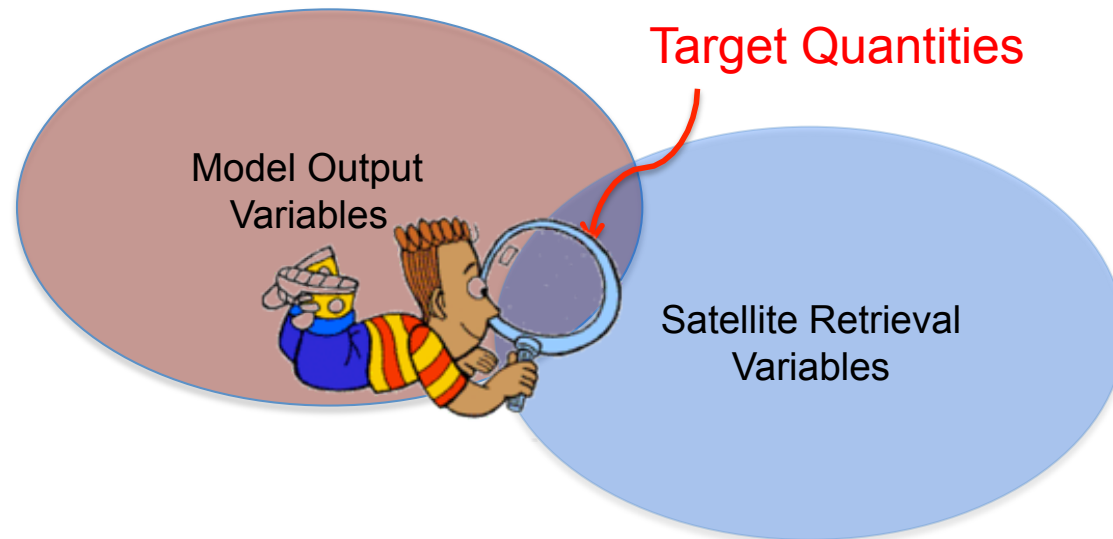 Target Quantities
Model Output
Variables
Satellite Retrieval
Variables